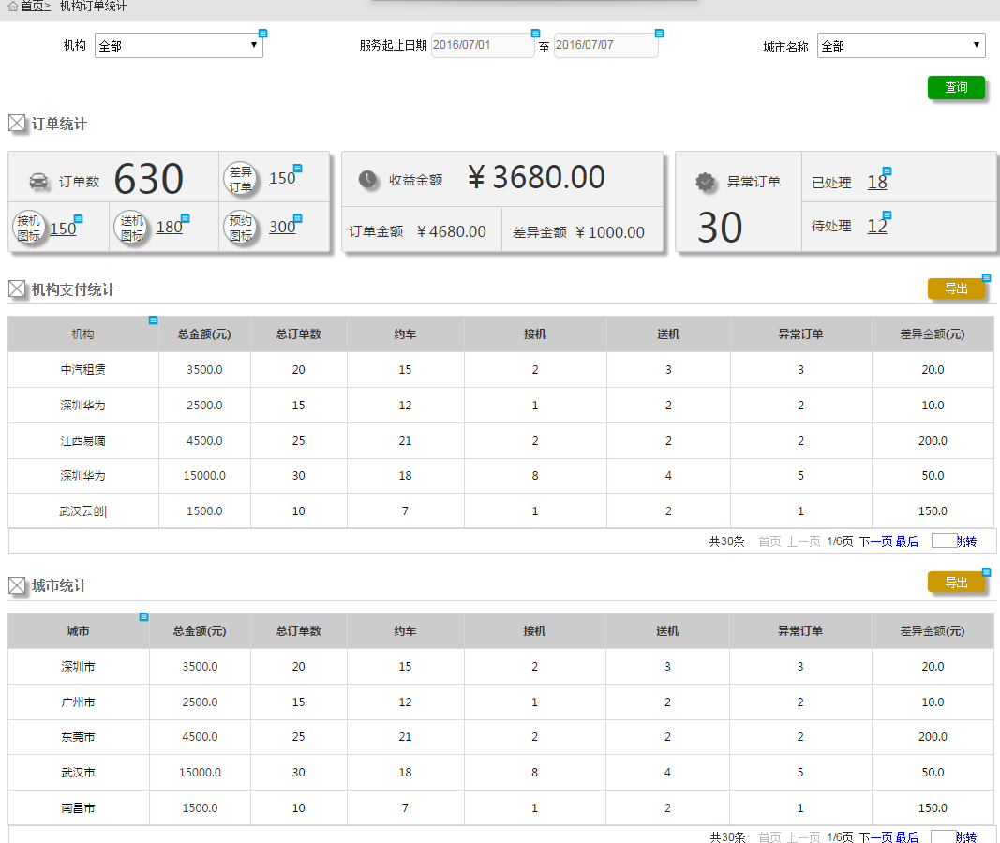 首页> 机构订单统计
机构 全部 服务起止日期 2016/07/01 至 2016/07/07 城市名称 全部
查询
订单统计
订单数 630 差异订单 150 ¥3680.00 收益金额 异常订单 已处理 18
接机图标 150 送机图标 180 预约图标 300 订单金额 ¥4680.00 差异金额 ¥1000.00 30 待处理 12
机构支付统计 导出
机构 总金额(元) 总订单数 约车 接机 送机 异常订单 差异金额(元)
中汽租赁 3500.0 20 15 2 3 3 20.0
深圳华为 2500.0 15 12 1 2 2 10.0
江西易嘀 4500.0 25 21 2 2 2 200.0
深圳华为 15000.0 30 18 8 4 5 50.0
武汉云创 1500.0 10 7 1 2 1 150.0
共30条 首页 上一页 1/6页 下一页 最后 跳转
城市统计 导出
城市 总金额(元) 总订单数 约车 接机 送机 异常订单 差异金额(元)
深圳市 3500.0 20 15 2 3 3 20.0
广州市 2500.0 15 12 1 2 2 10.0
东莞市 4500.0 25 21 2 2 2 200.0
武汉市 15000.0 30 18 8 4 5 50.0
南昌市 1500.0 10 7 1 2 1 150.0
共30条 首页 上一页 1/6页 下一页 最后 跳转